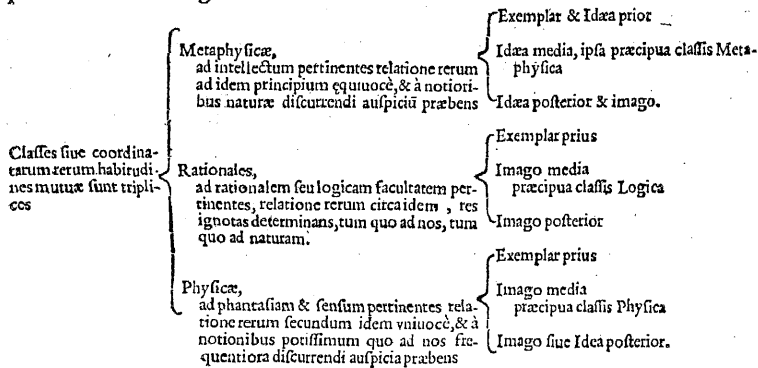 Classes siue coordina-
tarum rerum habitudi-
nes mutuæ sunt tripli-
ces
Metaphysicæ,
ad intellectum pertinentes relatione rerum
ad idem principium ęquiuocè, & à notiori-
bus naturæ discurrendi auspiciū præbens
Exemplar & Idæa prior
Idæa media, ipsa præcipua classis Meta-
physica
Idæa posterior & imago.
Rationales,
ad rationalem seu logicam facultatem per-
tinentes, relatione rerum circa idem, res
ignotas determinans, tum quo ad nos, tum
quo ad naturam.
Exemplar prius
Imago media
præcipua classis Logica
Imago posterior
Physicæ,
ad phantasiam & sensum pertinentes rela-
tione rerum secundum idem vniuocè, & à
notionibus potissimum quo ad nos fre-
quentiora discurrendi auspicia præbens
Exemplar prius
Imago media
præcipua classis Physica
Imago siue Idea posterior.